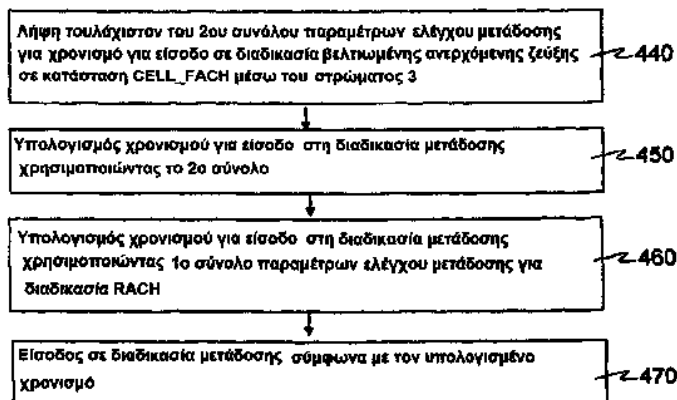 Λήψη τουλάχιστον του 2ου συνόλου παραμέτρων ελέγχου μετάδοσης
για χρονισμό για είσοδο σε διαδικασία βελτιωμένης ανερχόμενης ζεύξης
σε κατάσταση CELL_FACH μέσω του στρώματος 3
440
Υπολογισμός χρονισμού για είσοδο στη διαδικασία μετάδοσης
χρησιμοποιώντας το 2ο σύνολο
450
Υπολογισμός χρονισμού για είσοδο στη διαδικασία μετάδοσης
χρησιμοποιώντας 1ο σύνολο παραμέτρων ελέγχου μετάδοσης για
διαδικασία RACH
460
Είσοδος σε διαδικασία μετάδοσης σύμφωνα με τον υπολογισμένο
χρονισμό
470